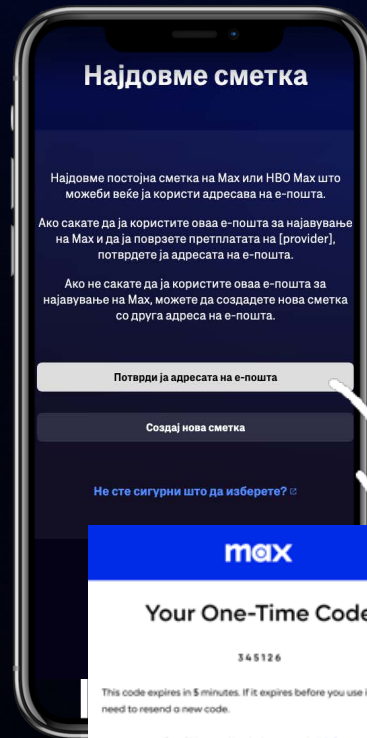 Најдовме сметка
Најдовме постојна сметка на Max или HBO Max што
можеби веќе ја користи адресава на е-пошта.
Ако сакате да ја користите оваа е-пошта за најавување
на Max и да ја поврзете претплатата на [provider],
потврдете ја адресата на е-пошта.
Ако не сакате да ја користите оваа е-пошта за
најавување на Max, можете да создадете нова сметка
со друга адреса на е-пошта.
Потврди ја адресата на е-пошта
Создај нова сметка
Не сте сигурни што да изберете?
max
Your One-Time Code
345126
This code expires in 5 minutes. If it expires before you use i
need to resend a new code.